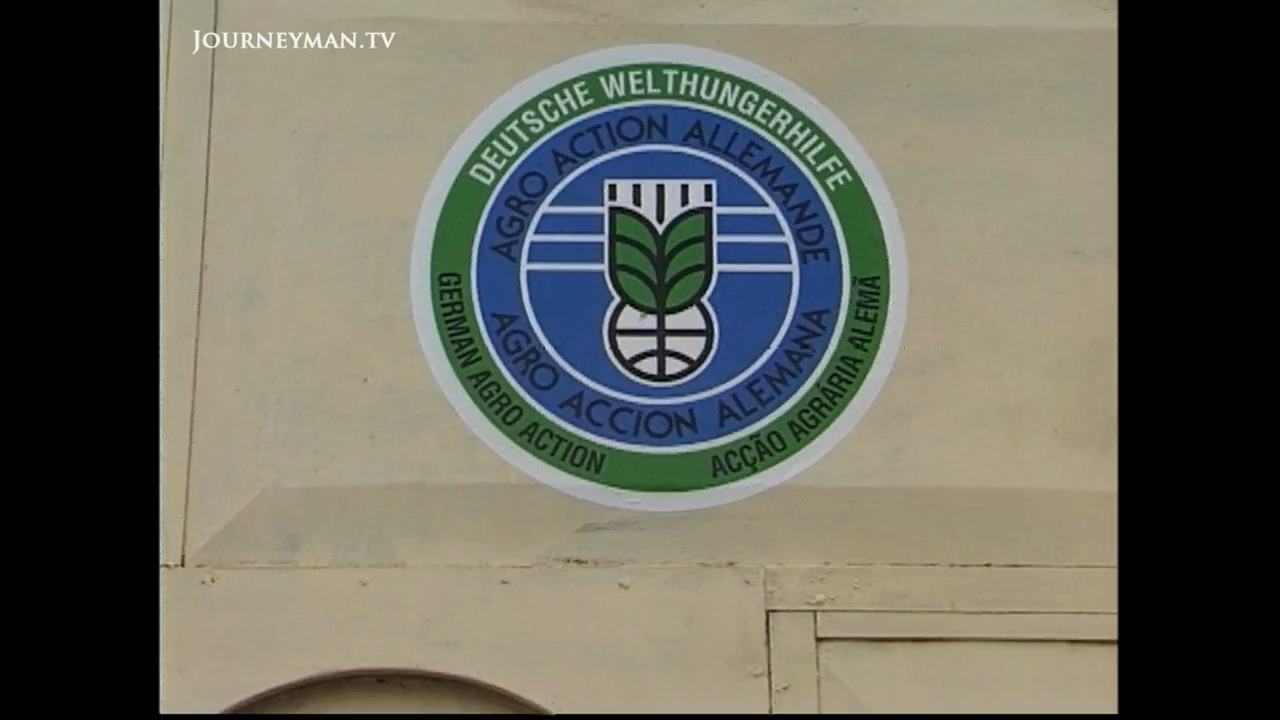 JOURNEYMAN.TV
DEUTSCHE WELTHUNGERHILFE
AGRO ACTION ALLEMANDE
AGRO ACCION ALEMANA
GERMAN AGRO ACTION
ACÇÃO AGRÁRIA ALEMÃ